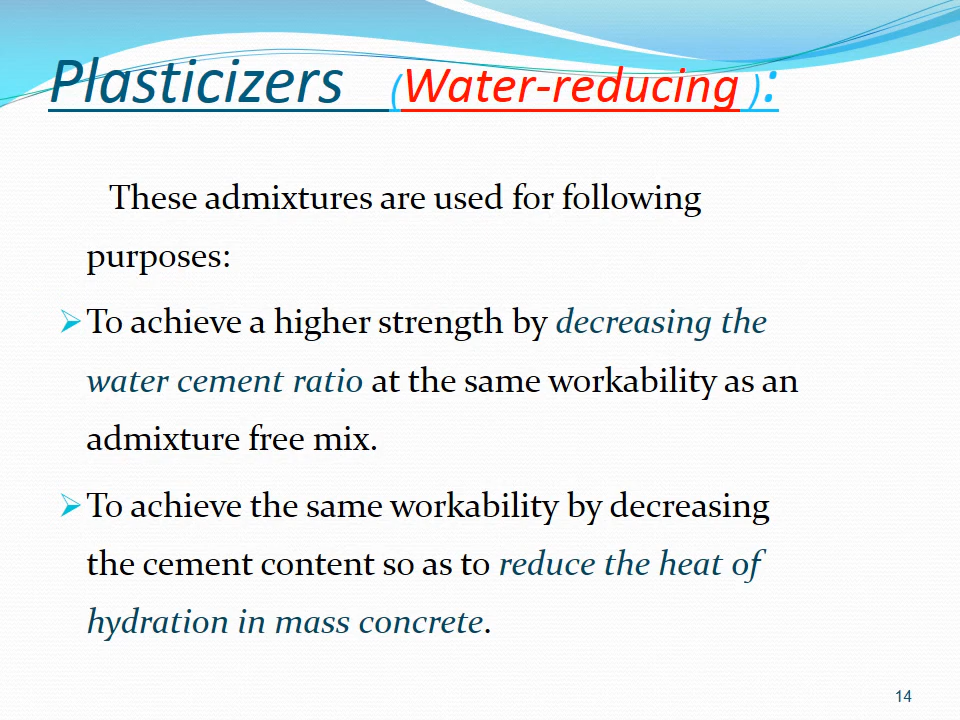 Plasticizers (Water-reducing ):
These admixtures are used for following
purposes:
To achieve a higher strength by decreasing the
water cement ratio at the same workability as an
admixture free mix.
To achieve the same workability by decreasing
the cement content so as to reduce the heat of
hydration in mass concrete.
14